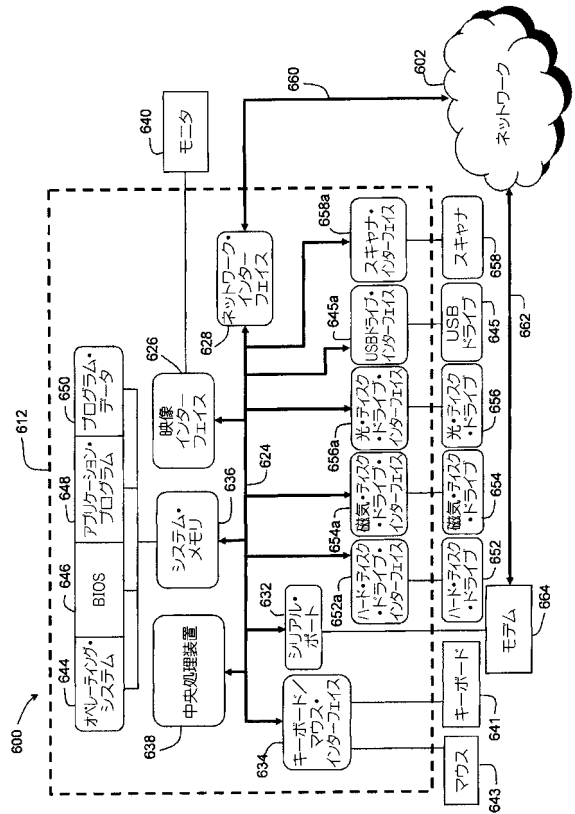 600
612
644
オペレーティング・
システム
646
BIOS
648
アプリケーション・
プログラム
650
プログラム・
データ
640
モニタ
638
中央処理装置
636
システム・
メモリ
626
映像
インター
フェイス
628
ネットワーク・
インター
フェイス
660
602
ネットワーク
624
634
キーボード/
マウス・
インターフェイス
632
シリアル・
ポート
652a
ハード・ディスク
・ドライブ・
インターフェイス
654a
磁気・ディスク
・ドライブ・
インターフェイス
656a
光・ディスク
・ドライブ・
インターフェイス
645a
USBドライブ・
インターフェイス
658a
スキャナ・
インターフェイス
643
マウス
641
キーボード
664
モデム
652
ハード・ディスク
・ドライブ
654
磁気・ディスク
・ドライブ
656
光・ディスク
・ドライブ
645
USB
ドライブ
658
スキャナ
662